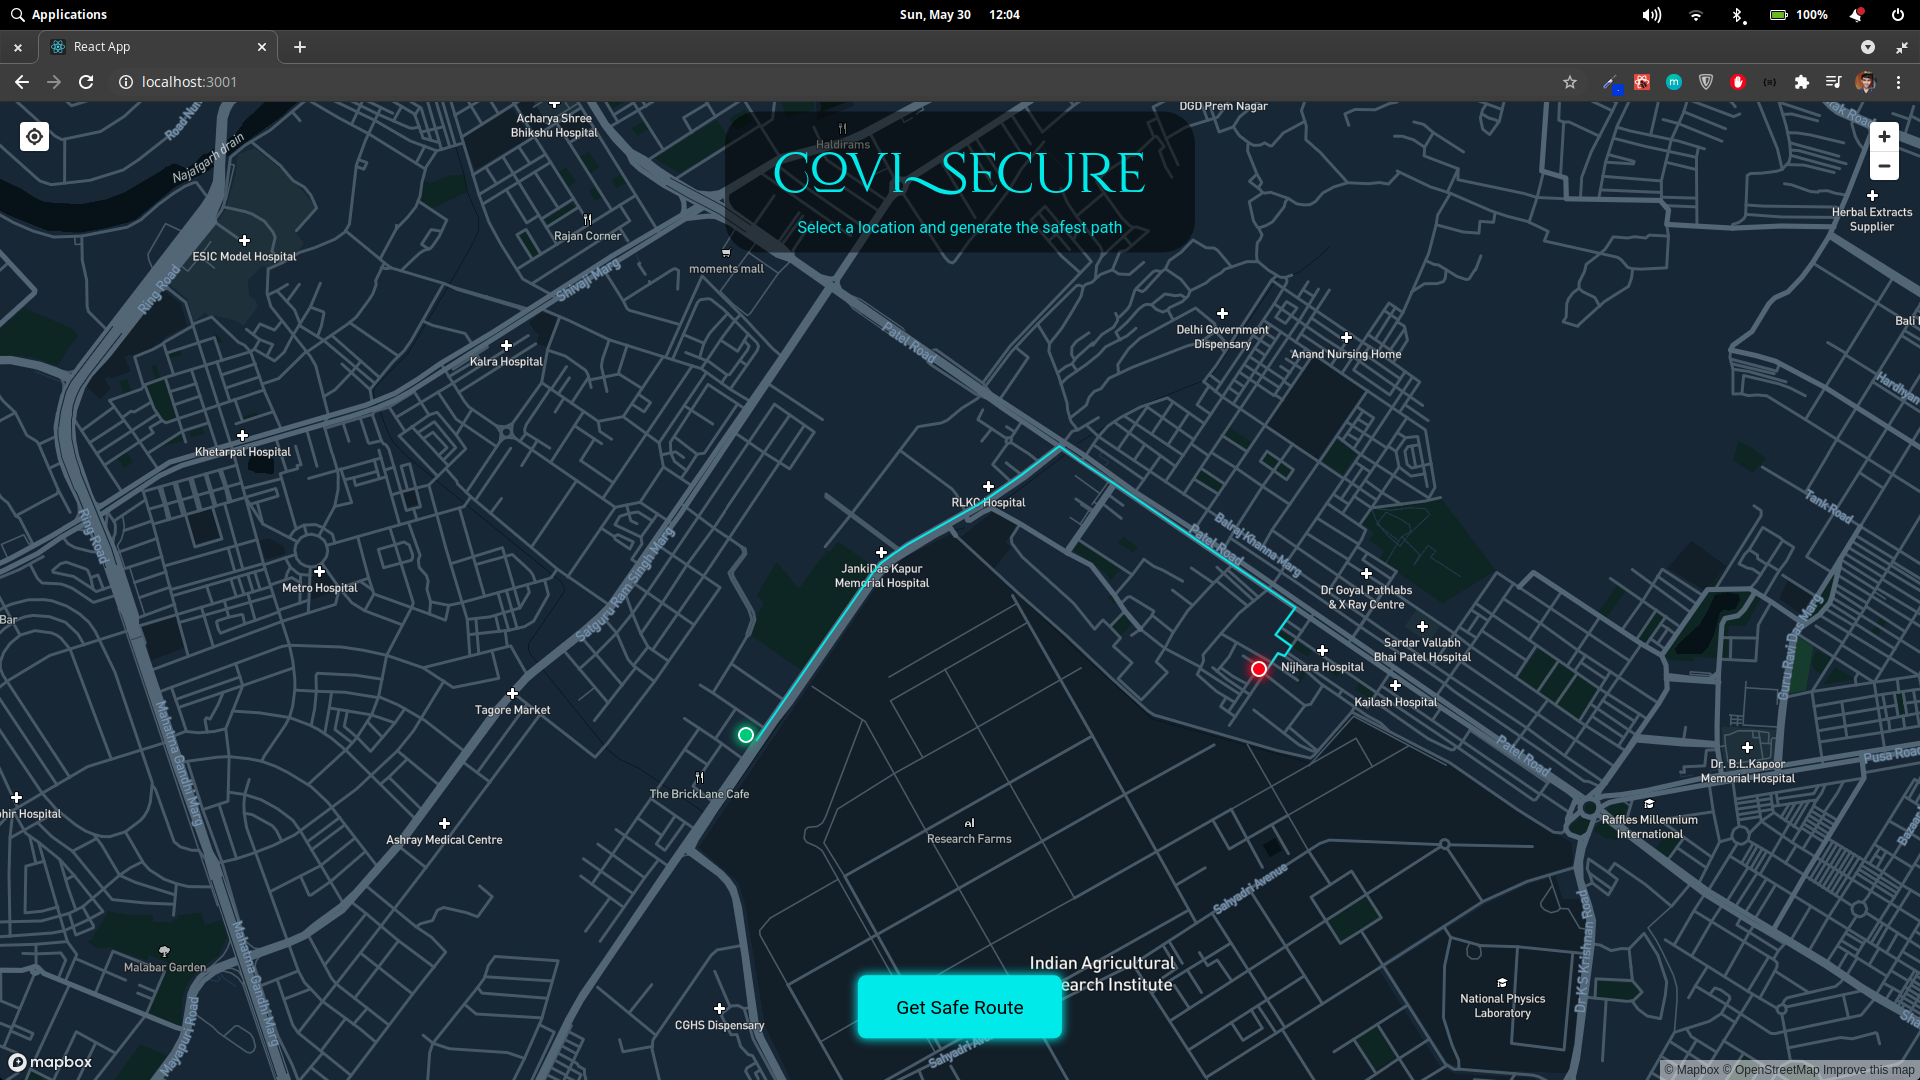 Applications
Sun, May 30 12:04
100%
React App
localhost:3001
DGD Prem Nagar
Acharya Shree
Bhikshu Hospital
Haldirams
Najafgarh drain
COVI-SECURE
Select a location and generate the safest path
Herbal Extracts
Supplier
Rajan Corner
ESIC Model Hospital
moments mall
Ring Road
Shivaji Marg
Patel Road
Delhi Government
Dispensary
Anand Nursing Home
Kalra Hospital
Khetarpal Hospital
RLKC Hospital
Tank Road
Ring Road
Balraj Khanna Marg
Patel Road
JankiDas Kapur
Memorial Hospital
Metro Hospital
Satguru Ram Singh Marg
Dr Goyal Pathlabs
& X Ray Centre
Bar
Sardar Vallabh
Bhai Patel Hospital
Nijhara Hospital
Guru Ravi Das Marg
Kailash Hospital
Tagore Market
Mahatma Gandhi Marg
Patel Road
Pusa Road
Dr. B.L.Kapoor
Memorial Hospital
The BrickLane Cafe
Hospital
Raffles Millennium
International
Research Farms
Ashray Medical Centre
Sahyadri Avenue
Dr K S Krishnan Road
Mahatma Gandhi Marg
Malabar Garden
Indian Agricultural
earch Institute
Get Safe Route
National Physics
Laboratory
CGHS Dispensary
Mayapuri Road
Sahyadri
mapbox
© Mapbox © OpenStreetMap Improve this map